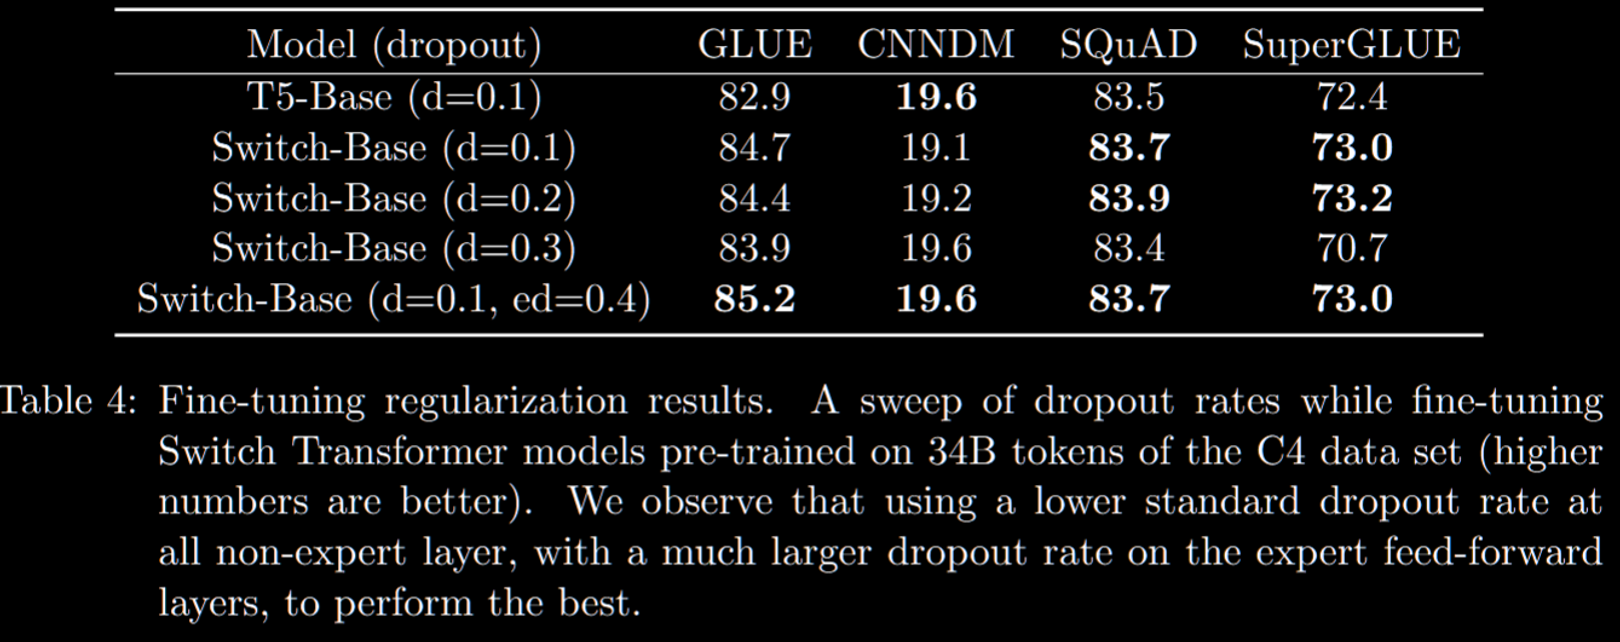 Model (dropout) GLUE CNNDM SQuAD SuperGLUE
T5-Base (d=0.1) 82.9 19.6 83.5 72.4
Switch-Base (d=0.1) 84.7 19.1 83.7 73.0
Switch-Base (d=0.2) 84.4 19.2 83.9 73.2
Switch-Base (d=0.3) 83.9 19.6 83.4 70.7
Switch-Base (d=0.1, ed=0.4) 85.2 19.6 83.7 73.0
Table 4: Fine-tuning regularization results. A sweep of dropout rates while fine-tuning
Switch Transformer models pre-trained on 34B tokens of the C4 data set (higher
numbers are better). We observe that using a lower standard dropout rate at
all non-expert layer, with a much larger dropout rate on the expert feed-forward
layers, to perform the best.